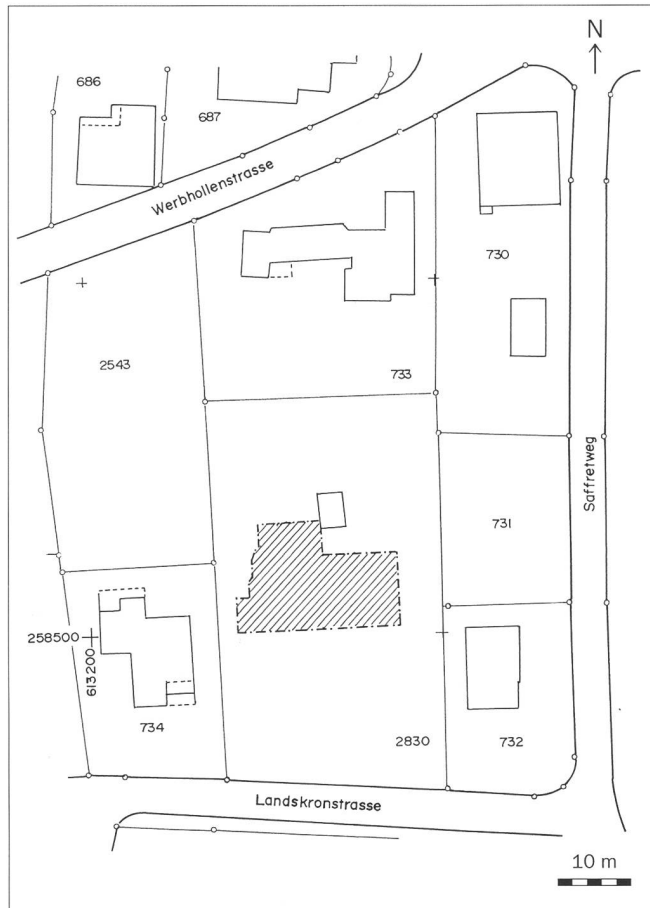 N
686
687
Werbhollenstrasse
730
2543
733
Saffretweg
731
258500
613200
734
2830
732
Landskronstrasse
10 m